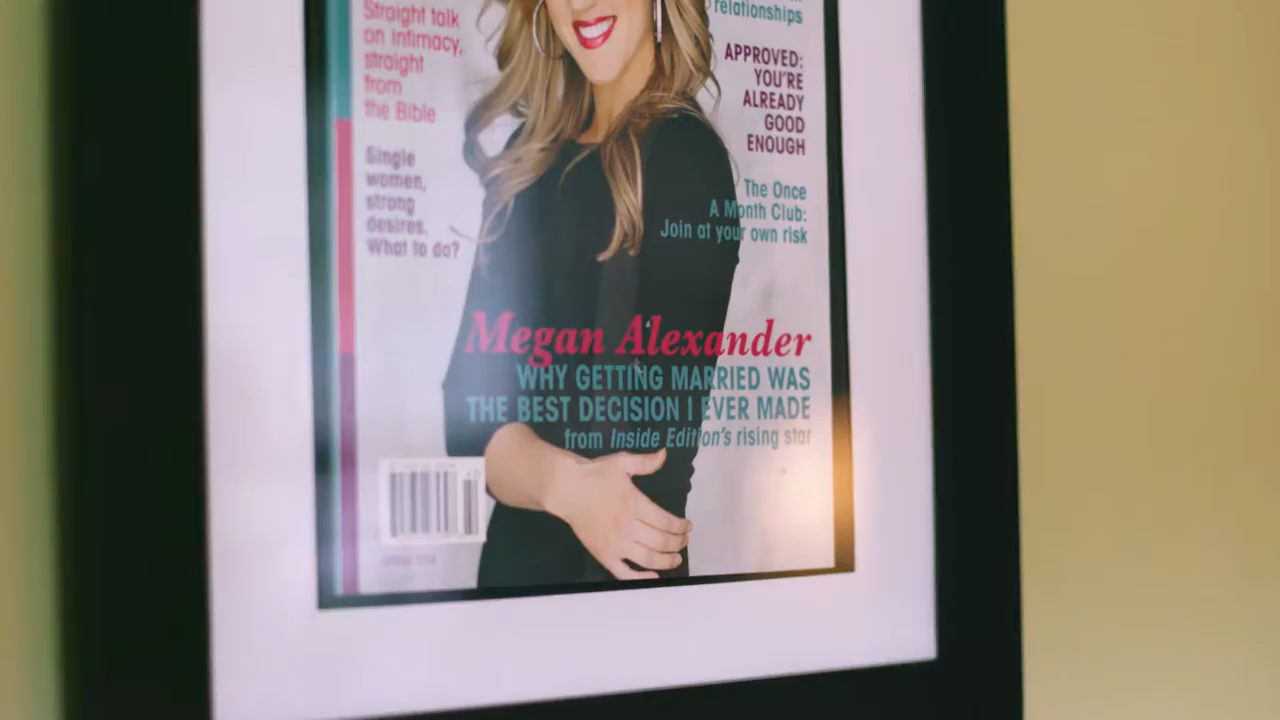 Straight talk
on intimacy,
straight
from
the Bible
Single
women,
strong
desires.
What to do?
relationships
APPROVED:
YOU'RE
ALREADY
GOOD
ENOUGH
The Once
A Month Club:
Join at your own risk
Megan Alexander
WHY GETTING MARRIED WAS
THE BEST DECISION I EVER MADE
from Inside Edition's rising star